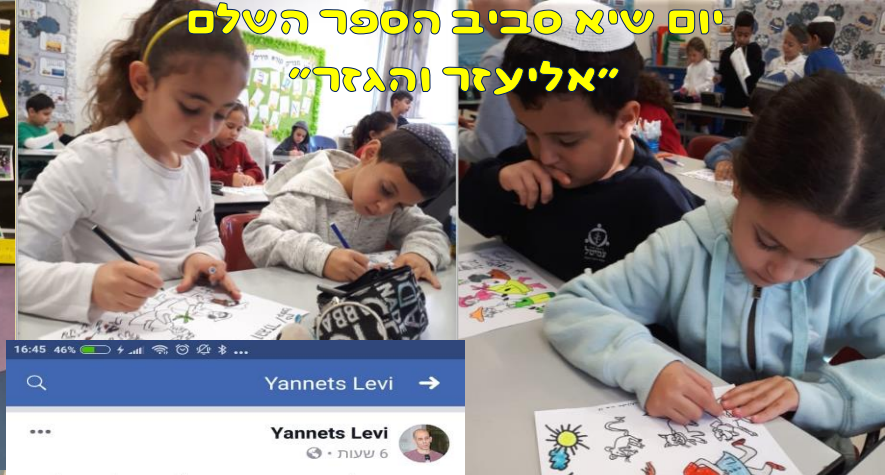 יום שיא סביב הספר השלם
״אליעזר והגזר״
16:45 46%
Yannets Levi
Yannets Levi
6 שעות